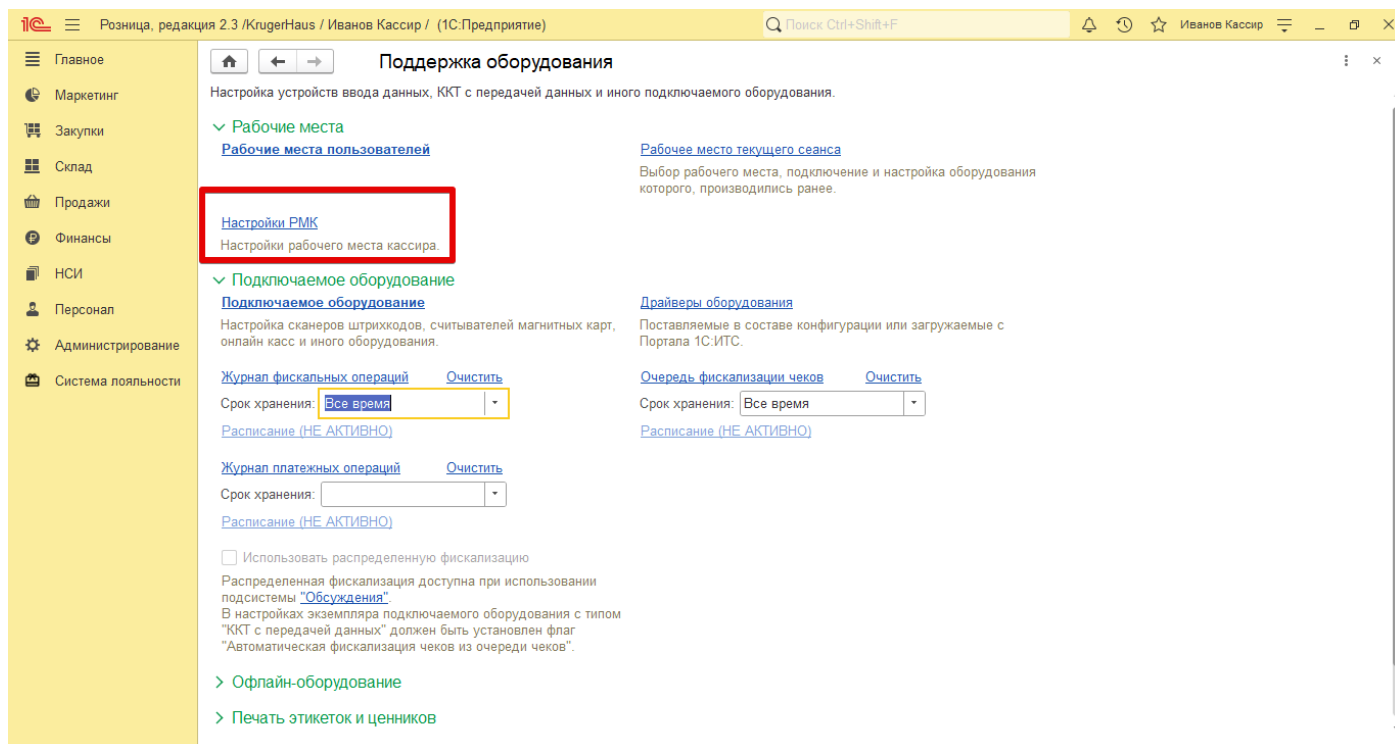 1С Розница, редакция 2.3 /KrugerHaus / Иванов Кассир / (1С:Предприятие) Поиск Ctrl+Shift+F Иванов Кассир
Главное
Маркетинг
Закупки
Склад
Продажи
Финансы
НСИ
Персонал
Администрирование
Система лояльности
Поддержка оборудования
Настройка устройств ввода данных, ККТ с передачей данных и иного подключаемого оборудования.
Рабочие места
Рабочие места пользователей
Рабочее место текущего сеанса
Выбор рабочего места, подключение и настройка оборудования
которого, производились ранее.
Настройки РМК
Настройки рабочего места кассира.
Подключаемое оборудование
Подключаемое оборудование
Настройка сканеров штрихкодов, считывателей магнитных карт,
онлайн касс и иного оборудования.
Драйверы оборудования
Поставляемые в составе конфигурации или загружаемые с
Портала 1С:ИТС.
Журнал фискальных операций Очистить
Срок хранения: Все время
Расписание (НЕ АКТИВНО)
Очередь фискализации чеков Очистить
Срок хранения: Все время
Расписание (НЕ АКТИВНО)
Журнал платежных операций Очистить
Срок хранения:
Расписание (НЕ АКТИВНО)
Использовать распределенную фискализацию
Распределенная фискализация доступна при использовании
подсистемы "Обсуждения".
В настройках экземпляра подключаемого оборудования с типом
"ККТ с передачей данных" должен быть установлен флаг
"Автоматическая фискализация чеков из очереди чеков".
Офлайн-оборудование
Печать этикеток и ценников